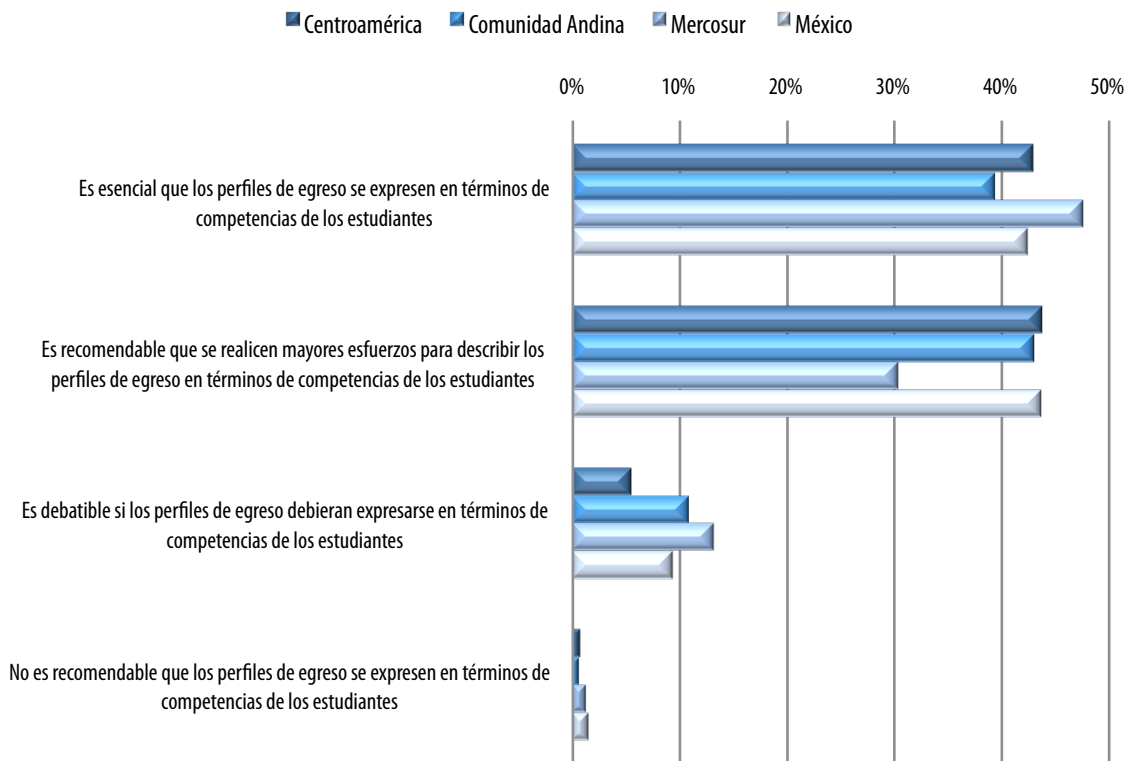 Centroamérica Comunidad Andina Mercosur México
0% 10% 20% 30% 40% 50%
Es esencial que los perfiles de egreso se expresen en términos de
competencias de los estudiantes
Es recomendable que se realicen mayores esfuerzos para describir los
perfiles de egreso en términos de competencias de los estudiantes
Es debatible si los perfiles de egreso debieran expresarse en términos de
competencias de los estudiantes
No es recomendable que los perfiles de egreso se expresen en términos de
competencias de los estudiantes